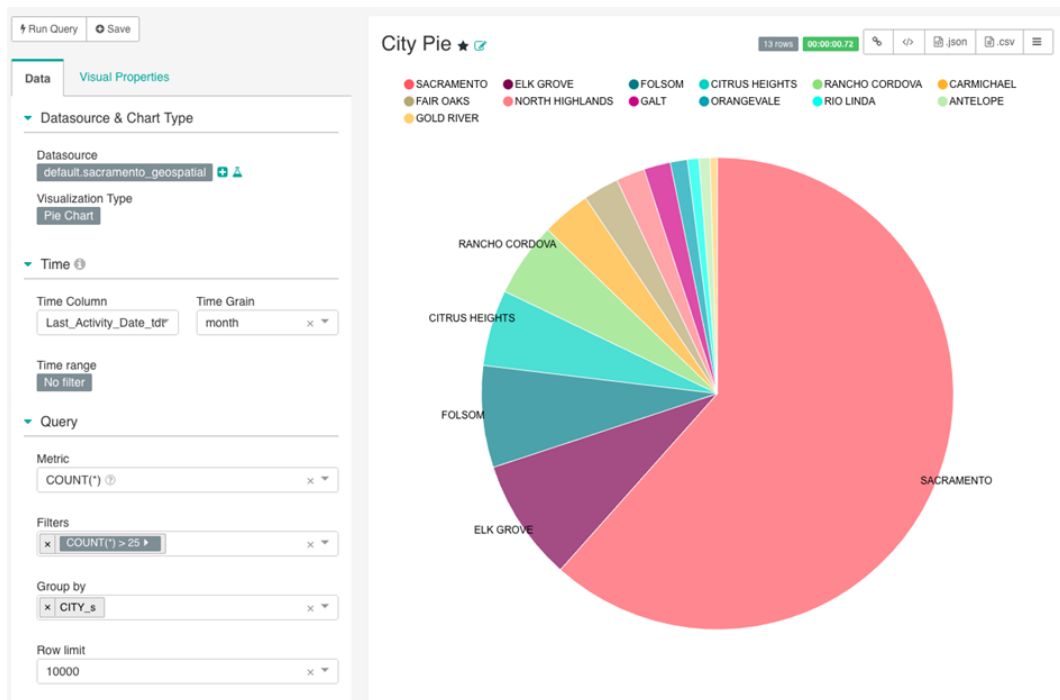 Run Query Save
Data Visual Properties
Datasource & Chart Type
Datasource
default.sacramento_geospatial
Visualization Type
Pie Chart
Time
Time Column Time Grain
Last_Activity_Date_tdt month
Time range
No filter
Query
Metric
COUNT(*)
Filters
× COUNT(*) > 25
Group by
× CITY_s
Row limit
10000
City Pie
13 rows 00:00:00.72 </> .json .csv
SACRAMENTO ELK GROVE FOLSOM CITRUS HEIGHTS RANCHO CORDOVA CARMICHAEL
FAIR OAKS NORTH HIGHLANDS GALT ORANGEVALE RIO LINDA ANTELOPE
GOLD RIVER
RANCHO CORDOVA
CITRUS HEIGHTS
FOLSOM
SACRAMENTO
ELK GROVE